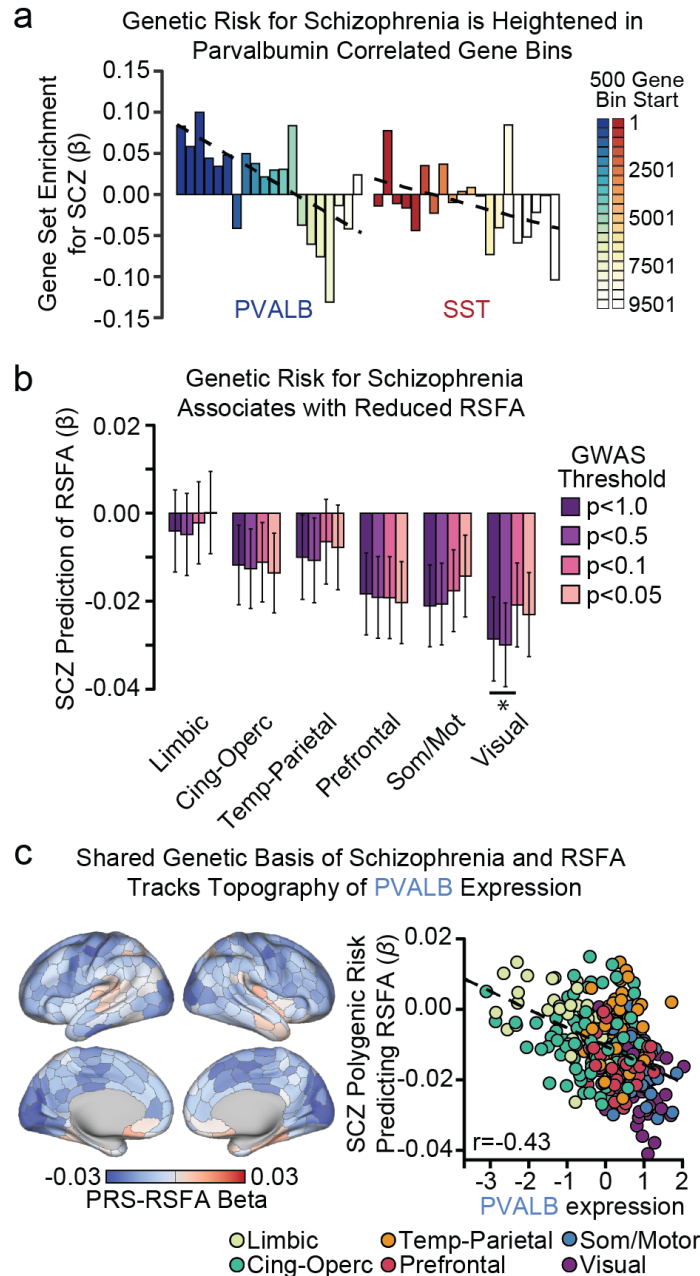 a
Genetic Risk for Schizophrenia is Heightened in
Parvalbumin Correlated Gene Bins
Gene Set Enrichment
for SCZ (β)
0.15
0.10
0.05
0.00
-0.05
-0.10
-0.15
PVALB
SST
500 Gene
Bin Start
1
2501
5001
7501
9501
b
Genetic Risk for Schizophrenia
Associates with Reduced RSFA
SCZ Prediction of RSFA (β)
0.02
0.00
-0.02
-0.04
*
Limbic
Cing-Operc
Temp-Parietal
Prefrontal
Som/Mot
Visual
GWAS
Threshold
p<1.0
p<0.5
p<0.1
p<0.05
c
Shared Genetic Basis of Schizophrenia and RSFA
Tracks Topography of PVALB Expression
-0.03
0.03
PRS-RSFA Beta
SCZ Polygenic Risk
Predicting RSFA (β)
0.02
0.00
-0.02
-0.04
r=-0.43
-3 -2 -1 0 1 2
PVALB expression
Limbic Temp-Parietal Som/Motor
Cing-Operc Prefrontal Visual